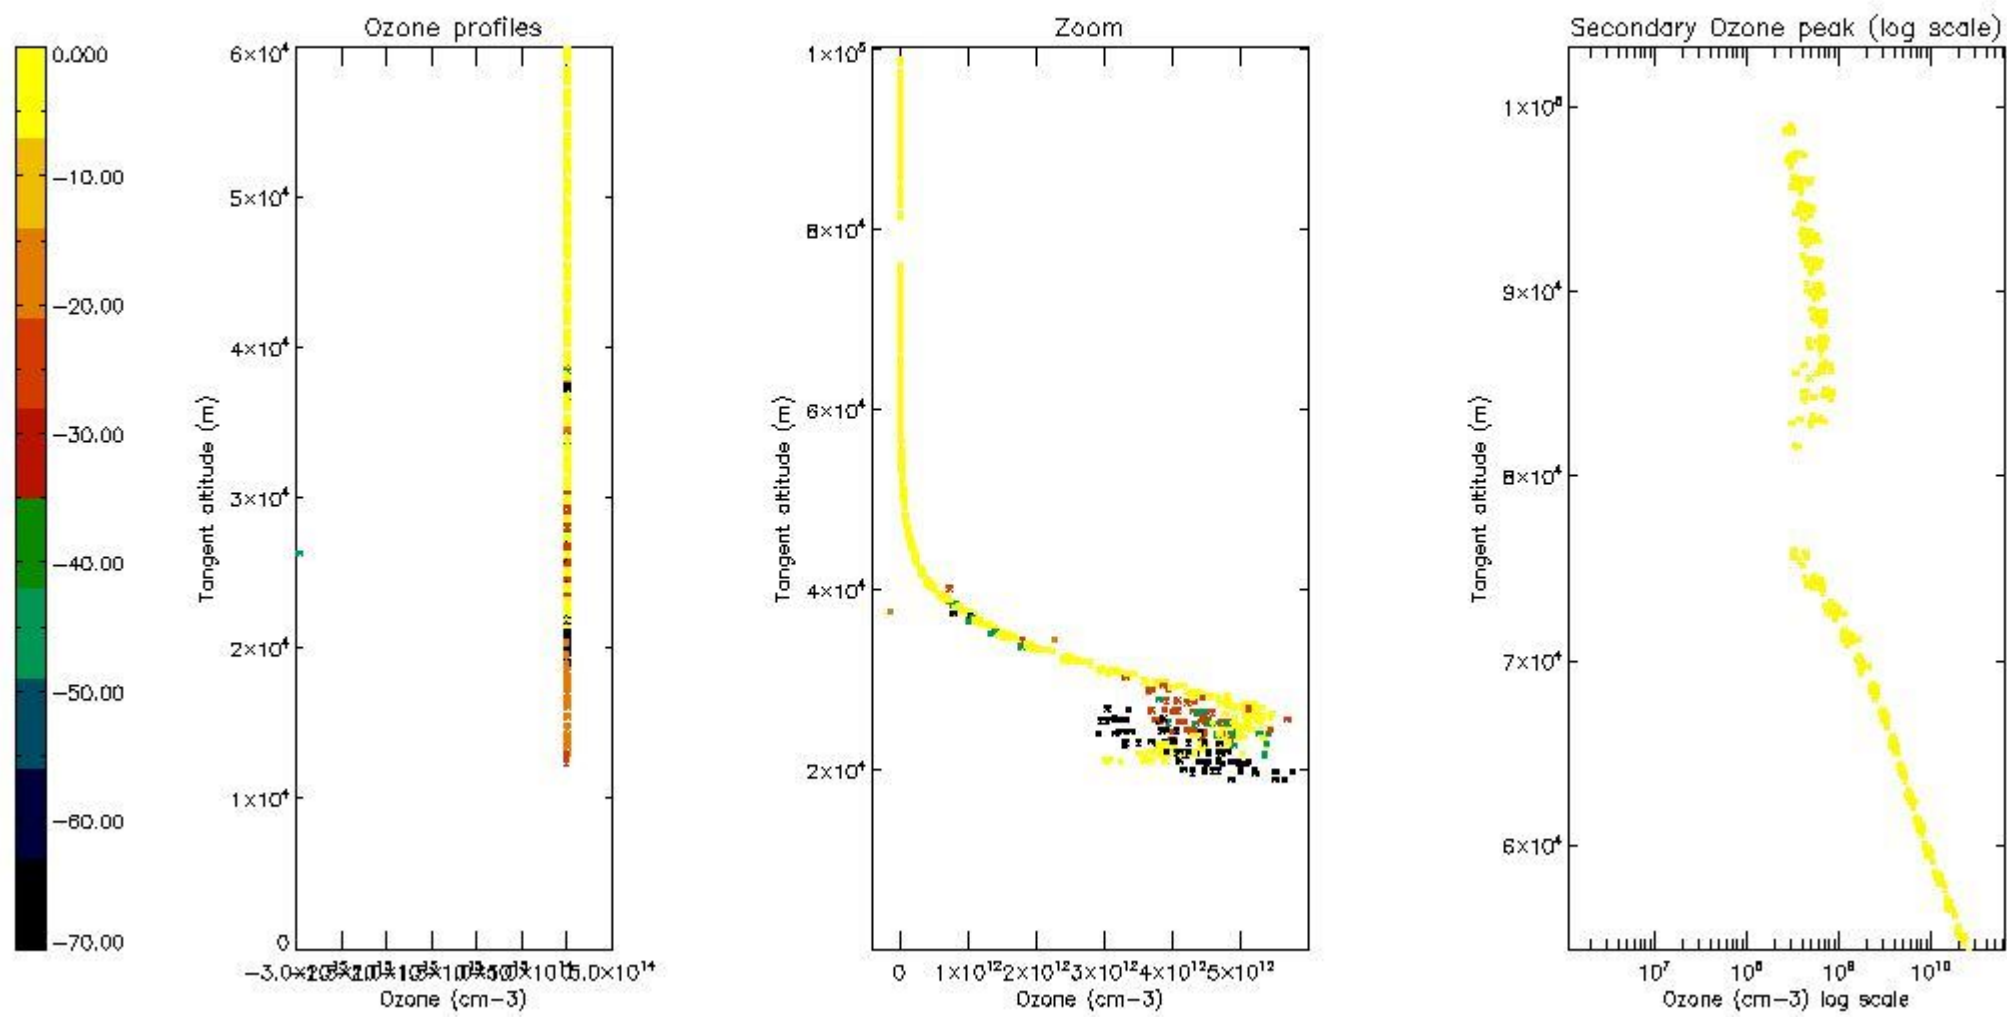 Ozone profiles
Zoom
Secondary Ozone peak (log scale)
0.000
-10.00
-20.00
-30.00
-40.00
-50.00
-60.00
-70.00
6×10⁴
5×10⁴
4×10⁴
3×10⁴
2×10⁴
1×10⁴
0
Tangent altitude (m)
5.0×10¹⁴
Ozone (cm-3)
1×10⁵
8×10⁴
6×10⁴
4×10⁴
2×10⁴
Tangent altitude (m)
0 1×10¹² 2×10¹² 3×10¹² 4×10¹² 5×10¹²
Ozone (cm-3)
9×10⁴
8×10⁴
7×10⁴
6×10⁴
Tangent altitude (m)
10⁷ 10⁸ 10⁹ 10¹⁰
Ozone (cm-3) log scale